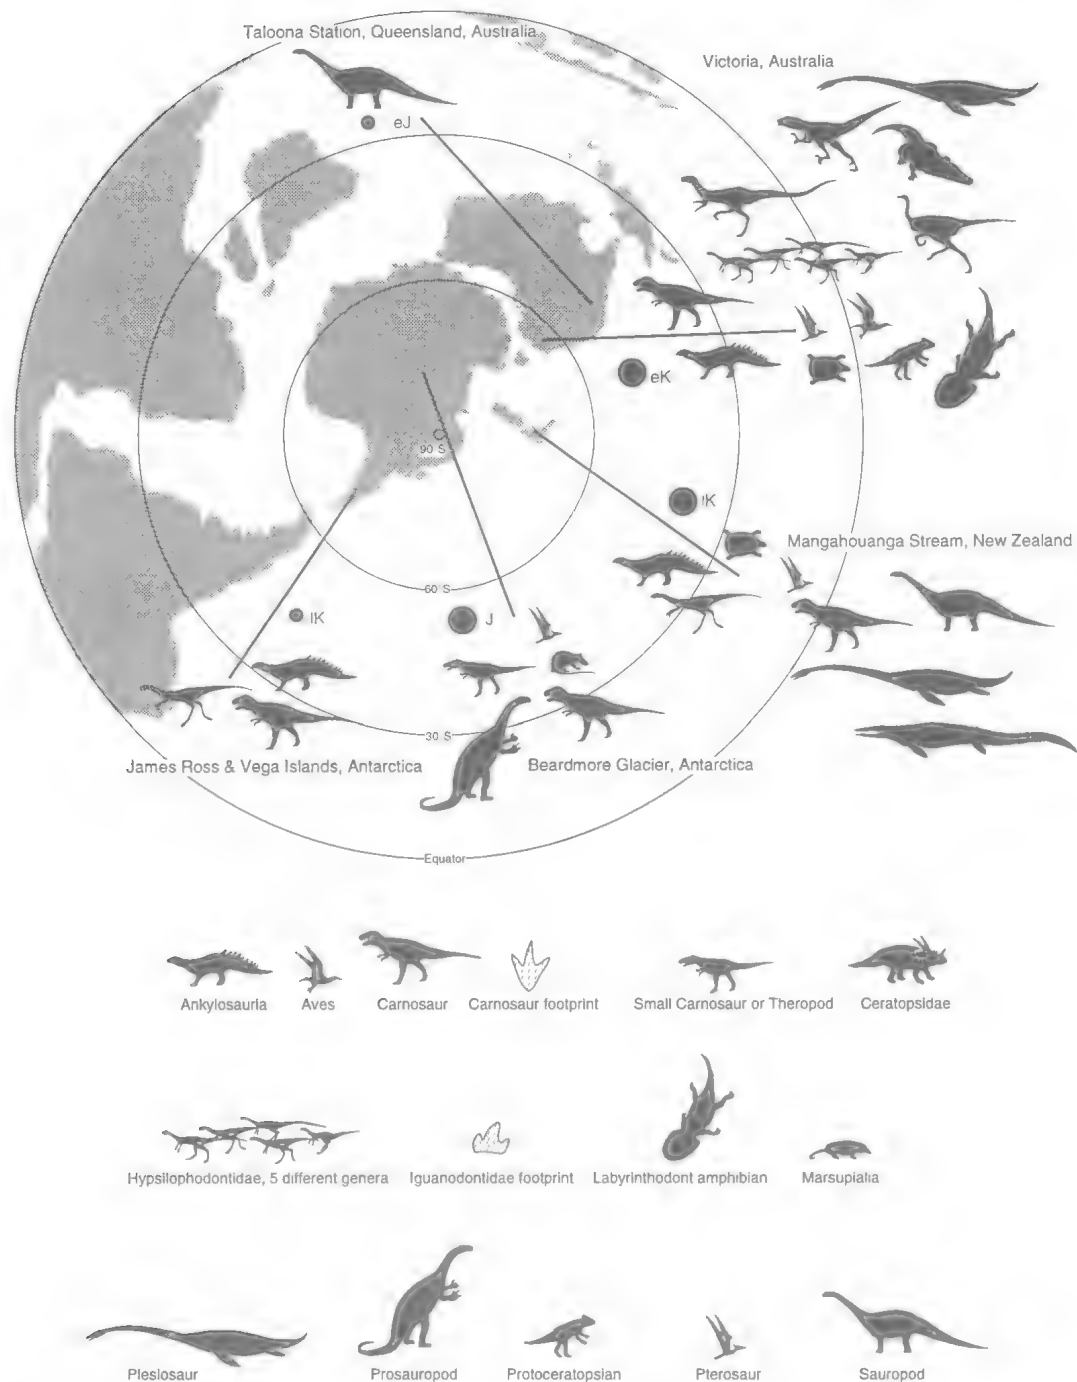 Taloona Station, Queensland, Australia
Victoria, Australia
eJ
eK
90 S
lK
Mangahouanga Stream, New Zealand
60 S
lK
J
30 S
James Ross & Vega Islands, Antarctica
Beardmore Glacier, Antarctica
Equator
Ankylosauria
Aves
Carnosaur
Carnosaur footprint
Small Carnosaur or Theropod
Ceratopsidae
Hypsilophodontidae, 5 different genera
Iguanodontidae footprint
Labyrinthodont amphibian
Marsupialia
Plesiosaur
Prosauropod
Protoceratopsian
Pterosaur
Sauropod